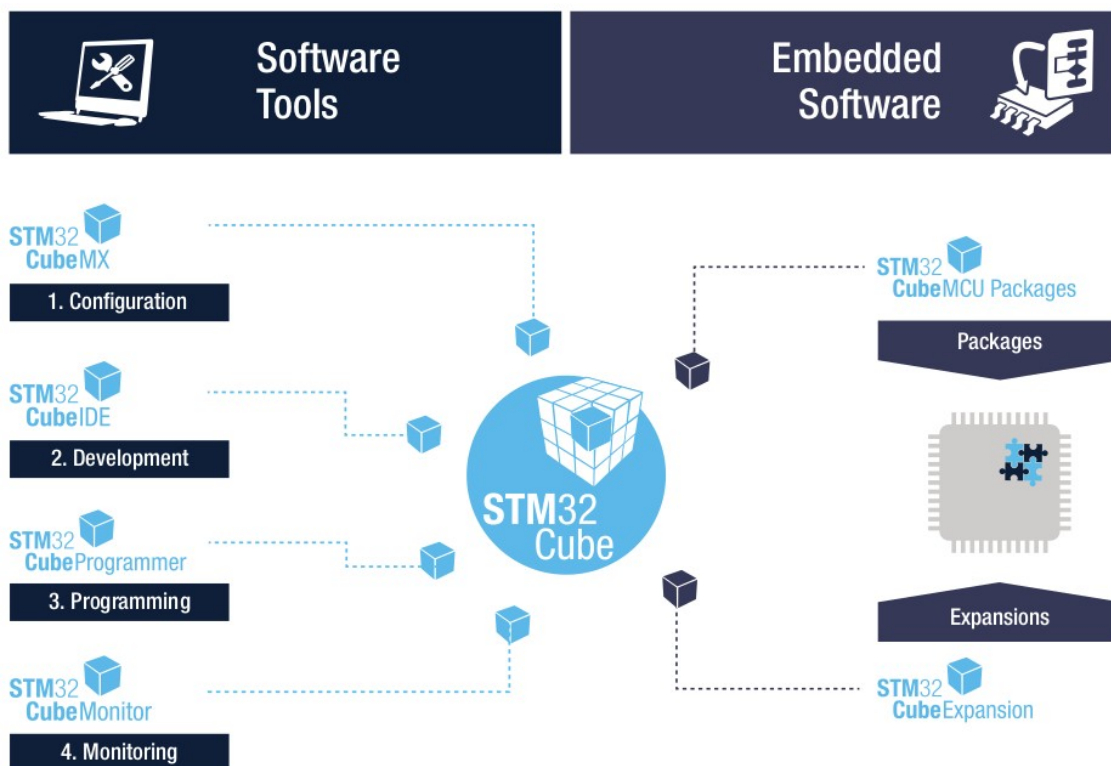 Software
Tools
Embedded
Software
STM32
CubeMX
1. Configuration
STM32
CubeIDE
2. Development
STM32
CubeProgrammer
3. Programming
STM32
CubeMonitor
4. Monitoring
STM32
Cube
STM32
CubeMCU Packages
Packages
Expansions
STM32
CubeExpansion